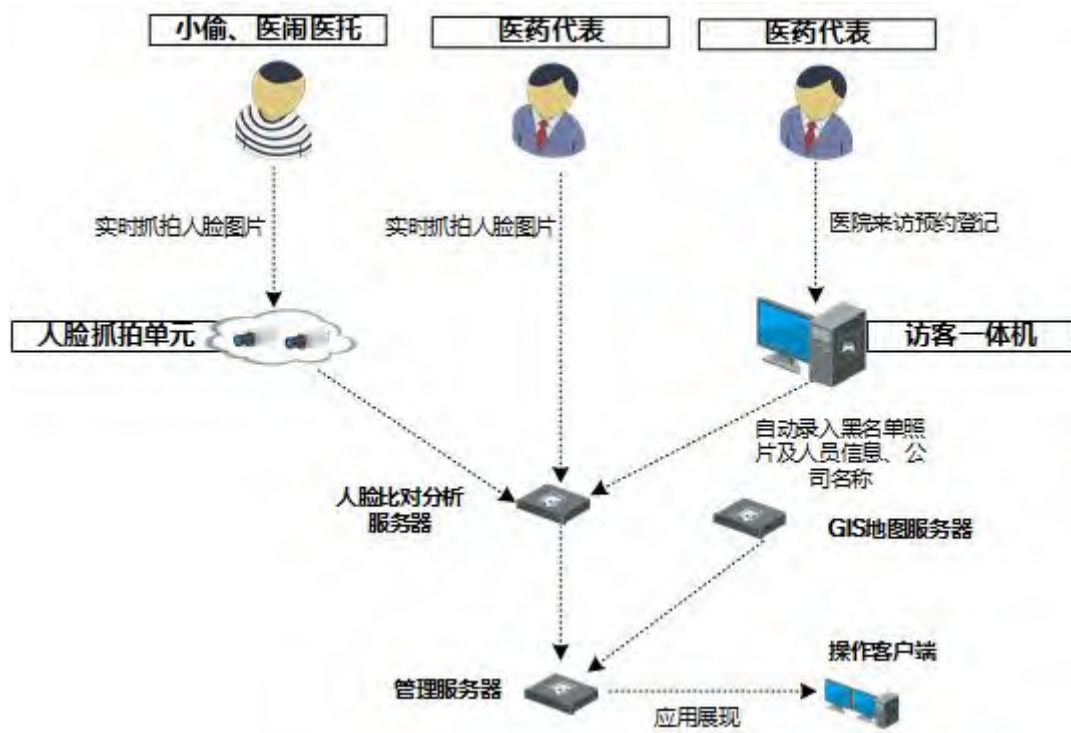 小偷、医闹医托
医药代表
医药代表
实时抓拍人脸图片
实时抓拍人脸图片
医院来访预约登记
人脸抓拍单元
访客一体机
自动录入黑名单照
片及人员信息、公
司名称
人脸比对分析
服务器
GIS地图服务器
管理服务器
操作客户端
应用展现